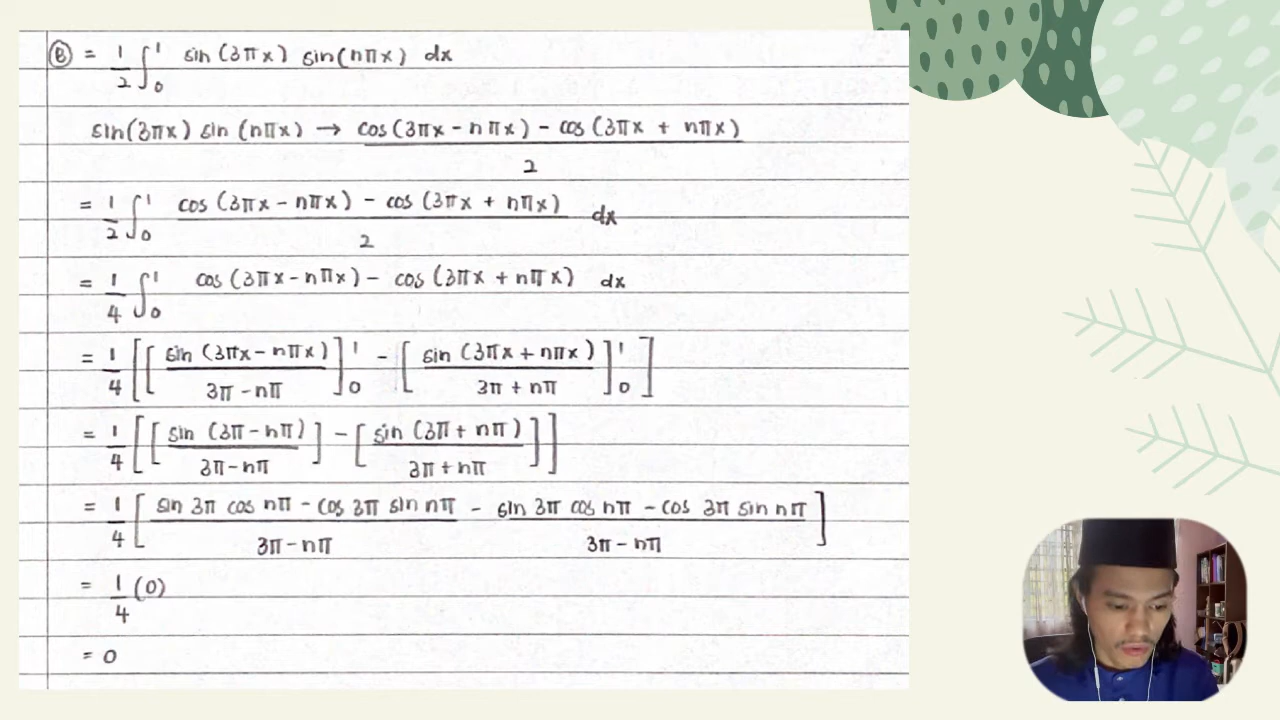 Ⓑ = 1/2 ∫₀¹ sin (3πx) sin(nπx) dx
sin(3πx) sin (nπx) → cos(3πx - nπx) - cos (3πx + nπx) / 2
= 1/2 ∫₀¹ cos (3πx - nπx) - cos (3πx + nπx) / 2 dx
= 1/4 ∫₀¹ cos (3πx - nπx) - cos (3πx + nπx) dx
= 1/4 [[ sin (3πx - nπx) / 3π - nπ ]₀¹ - [ sin (3πx + nπx) / 3π + nπ ]₀¹ ]
= 1/4 [[ sin (3π - nπ) / 3π - nπ ] - [ sin (3π + nπ) / 3π + nπ ]]
= 1/4 [ sin 3π cos nπ - cos 3π sin nπ / 3π - nπ - sin 3π cos nπ - cos 3π sin nπ / 3π - nπ ]
= 1/4 (0)
= 0